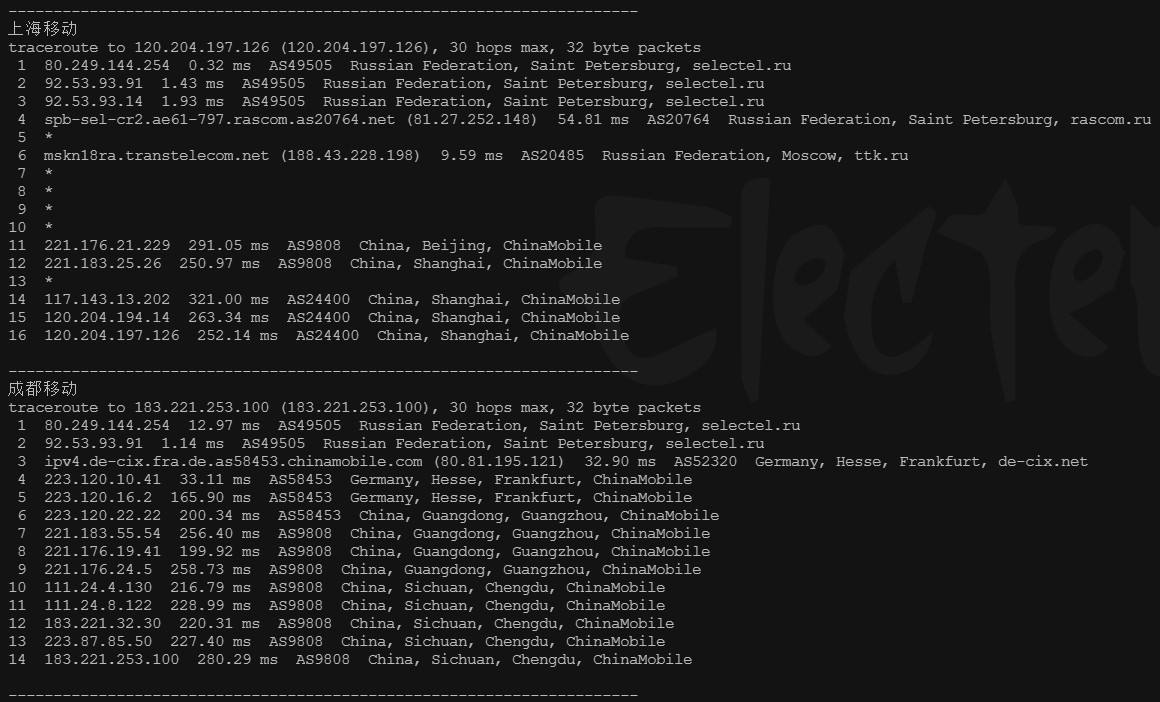 -----------------------------------------------------------------------
上海移动
traceroute to 120.204.197.126 (120.204.197.126), 30 hops max, 32 byte packets
1 80.249.144.254 0.32 ms AS49505 Russian Federation, Saint Petersburg, selectel.ru
2 92.53.93.91 1.43 ms AS49505 Russian Federation, Saint Petersburg, selectel.ru
3 92.53.93.14 1.93 ms AS49505 Russian Federation, Saint Petersburg, selectel.ru
4 spb-sel-cr2.ae61-797.rascom.as20764.net (81.27.252.148) 54.81 ms AS20764 Russian Federation, Saint Petersburg, rascom.ru
5 *
6 mskn18ra.transtelecom.net (188.43.228.198) 9.59 ms AS20485 Russian Federation, Moscow, ttk.ru
7 *
8 *
9 *
10 *
11 221.176.21.229 291.05 ms AS9808 China, Beijing, ChinaMobile
12 221.183.25.26 250.97 ms AS9808 China, Shanghai, ChinaMobile
13 *
14 117.143.13.202 321.00 ms AS24400 China, Shanghai, ChinaMobile
15 120.204.194.14 263.34 ms AS24400 China, Shanghai, ChinaMobile
16 120.204.197.126 252.14 ms AS24400 China, Shanghai, ChinaMobile
-----------------------------------------------------------------------
成都移动
traceroute to 183.221.253.100 (183.221.253.100), 30 hops max, 32 byte packets
1 80.249.144.254 12.97 ms AS49505 Russian Federation, Saint Petersburg, selectel.ru
2 92.53.93.91 1.14 ms AS49505 Russian Federation, Saint Petersburg, selectel.ru
3 ipv4.de-cix.fra.de.as58453.chinamobile.com (80.81.195.121) 32.90 ms AS52320 Germany, Hesse, Frankfurt, de-cix.net
4 223.120.10.41 33.11 ms AS58453 Germany, Hesse, Frankfurt, ChinaMobile
5 223.120.16.2 165.90 ms AS58453 Germany, Hesse, Frankfurt, ChinaMobile
6 223.120.22.22 200.34 ms AS58453 China, Guangdong, Guangzhou, ChinaMobile
7 221.183.55.54 256.40 ms AS9808 China, Guangdong, Guangzhou, ChinaMobile
8 221.176.19.41 199.92 ms AS9808 China, Guangdong, Guangzhou, ChinaMobile
9 221.176.24.5 258.73 ms AS9808 China, Guangdong, Guangzhou, ChinaMobile
10 111.24.4.130 216.79 ms AS9808 China, Sichuan, Chengdu, ChinaMobile
11 111.24.8.122 228.99 ms AS9808 China, Sichuan, Chengdu, ChinaMobile
12 183.221.32.30 220.31 ms AS9808 China, Sichuan, Chengdu, ChinaMobile
13 223.87.85.50 227.40 ms AS9808 China, Sichuan, Chengdu, ChinaMobile
14 183.221.253.100 280.29 ms AS9808 China, Sichuan, Chengdu, ChinaMobile
-----------------------------------------------------------------------